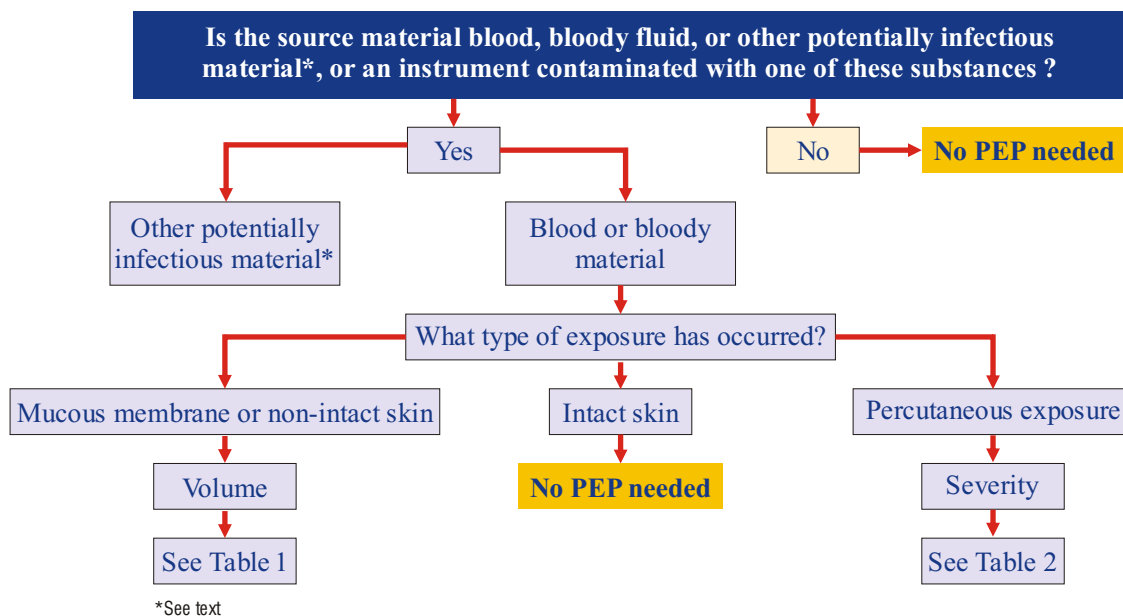 Is the source material blood, bloody fluid, or other potentially infectious
material*, or an instrument contaminated with one of these substances ?
Yes
No
No PEP needed
Other potentially
infectious material*
Blood or bloody
material
What type of exposure has occurred?
Mucous membrane or non-intact skin
Intact skin
Percutaneous exposure
Volume
No PEP needed
Severity
See Table 1
See Table 2
*See text